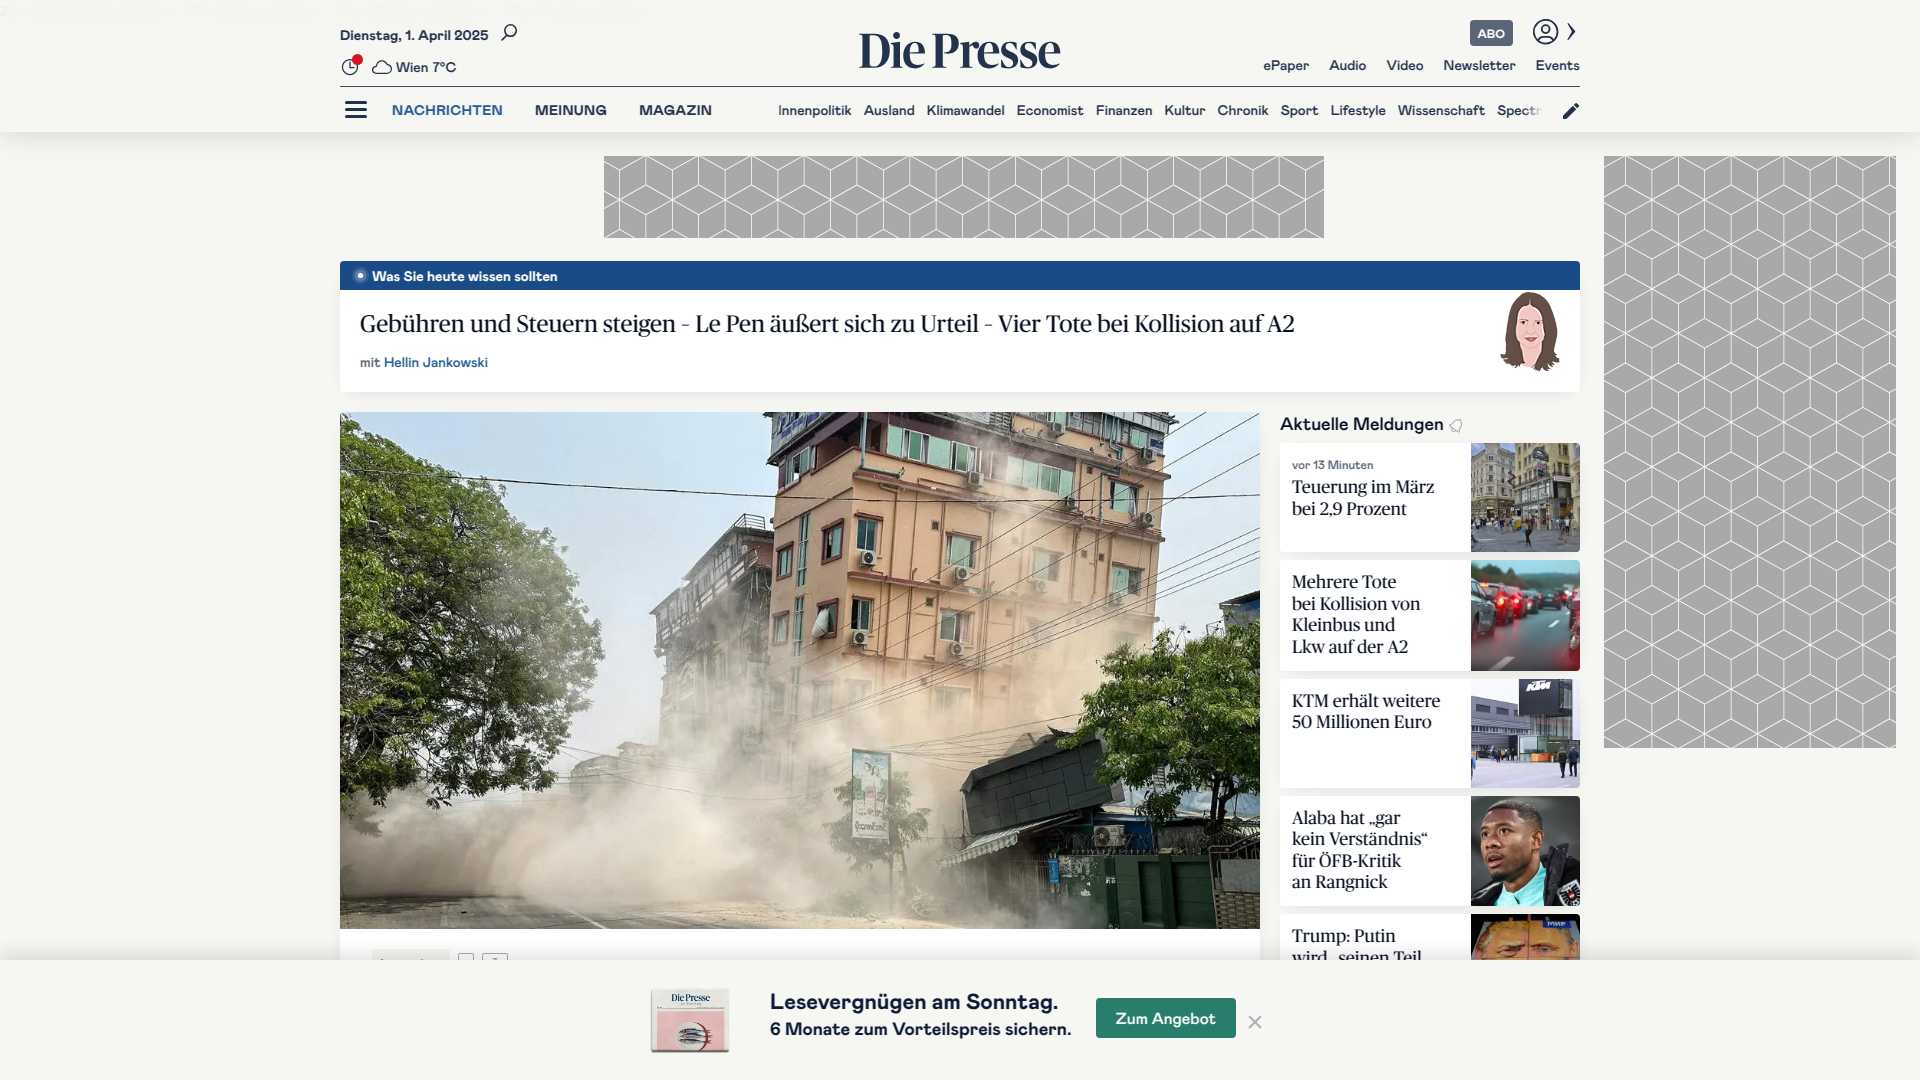 Dienstag, 1. April 2025
Wien 7°C
Die Presse
ABO
ePaper Audio Video Newsletter Events
NACHRICHTEN MEINUNG MAGAZIN
Innenpolitik Ausland Klimawandel Economist Finanzen Kultur Chronik Sport Lifestyle Wissenschaft
Was Sie heute wissen sollten
Gebühren und Steuern steigen - Le Pen äußert sich zu Urteil - Vier Tote bei Kollision auf A2
mit Hellin Jankowski
Aktuelle Meldungen
vor 13 Minuten
Teuerung im März
bei 2,9 Prozent
Mehrere Tote
bei Kollision von
Kleinbus und
Lkw auf der A2
KTM erhält weitere
50 Millionen Euro
KTM
Alaba hat „gar
kein Verständnis“
für ÖFB-Kritik
an Rangnick
Trump: Putin
wird „seinen Teil
Die Presse
Lesevergnügen am Sonntag.
6 Monate zum Vorteilspreis sichern.
Zum Angebot